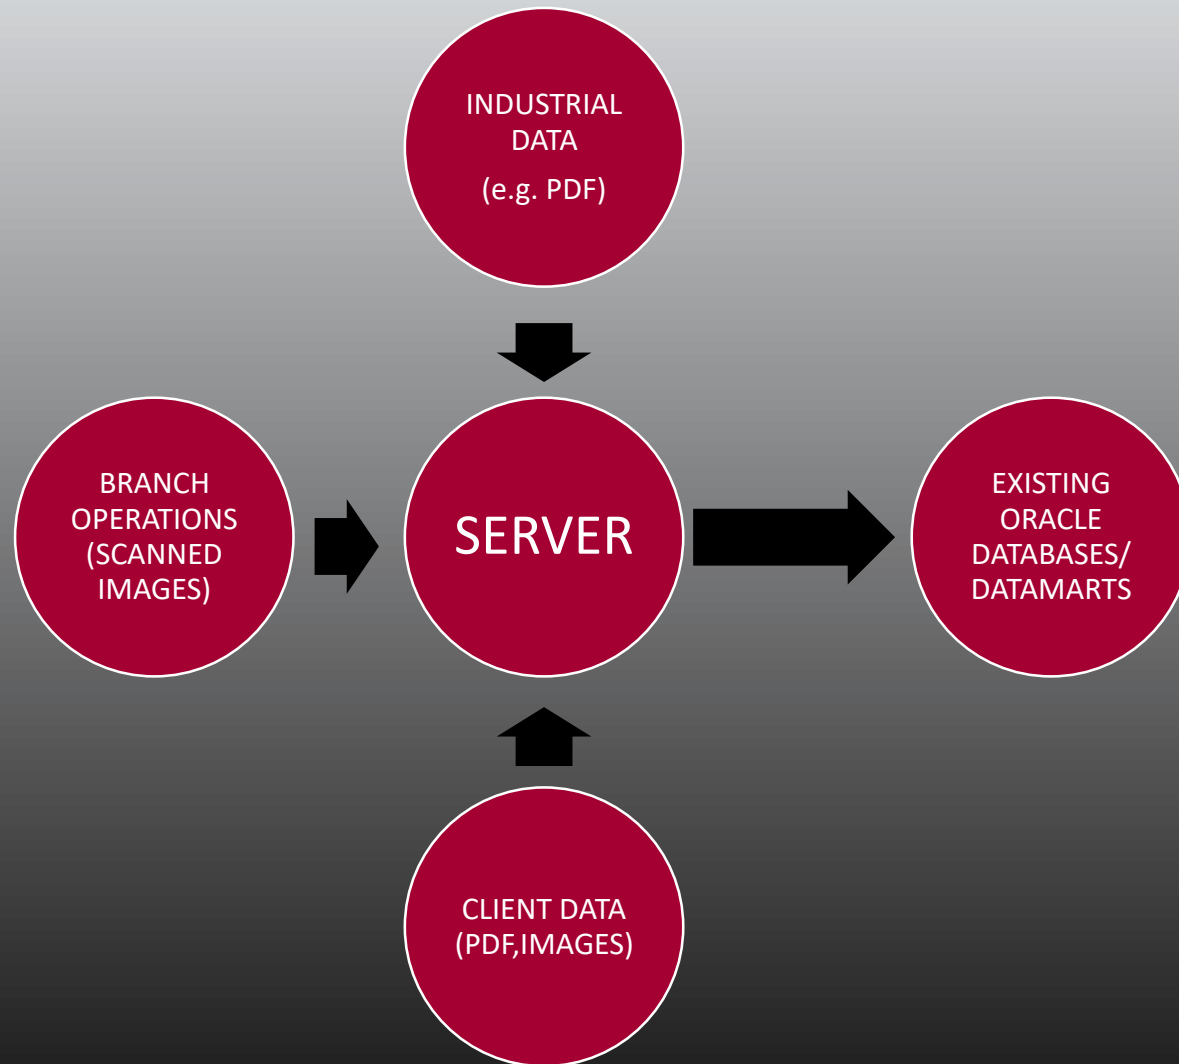 INDUSTRIAL
DATA
(e.g. PDF)
BRANCH
OPERATIONS
(SCANNED
IMAGES)
SERVER
EXISTING
ORACLE
DATABASES/
DATAMARTS
CLIENT DATA
(PDF,IMAGES)